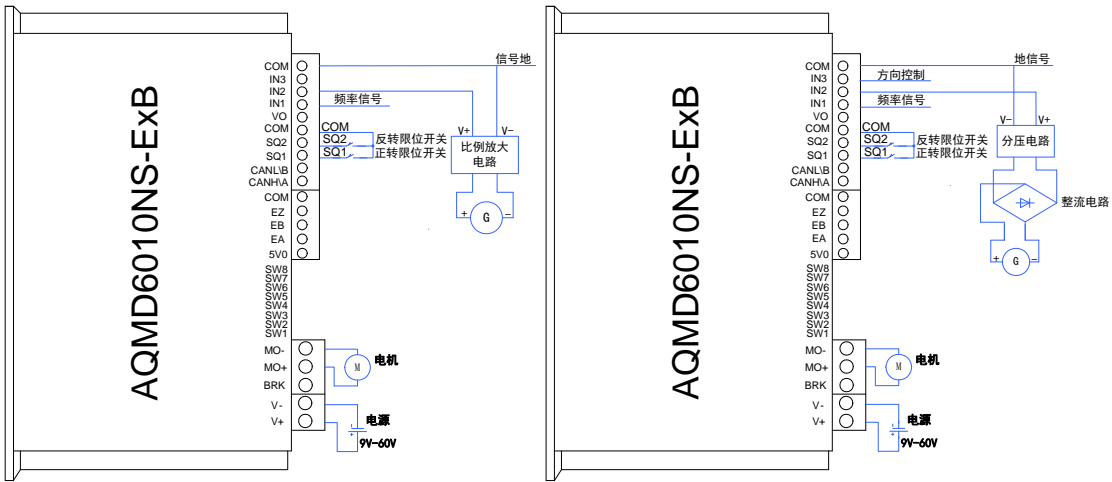 AQMD6010NS-ExB
COM
IN3
IN2
IN1
VO
COM
SQ2
SQ1
CANL\B
CANH\A
COM
EZ
EB
EA
5V0
SW8
SW7
SW6
SW5
SW4
SW3
SW2
SW1
MO-
MO+
BRK
V-
V+
信号地
频率信号
COM
SQ2 反转限位开关
SQ1 正转限位开关
V+ V-
比例放大
电路
+ G -
M 电机
电源
9V-60V
AQMD6010NS-ExB
COM
IN3
IN2
IN1
VO
COM
SQ2
SQ1
CANL\B
CANH\A
COM
EZ
EB
EA
5V0
SW8
SW7
SW6
SW5
SW4
SW3
SW2
SW1
MO-
MO+
BRK
V-
V+
地信号
方向控制
频率信号
COM
SQ2 反转限位开关
SQ1 正转限位开关
V- V+
分压电路
整流电路
+ G -
M 电机
电源
9V-60V